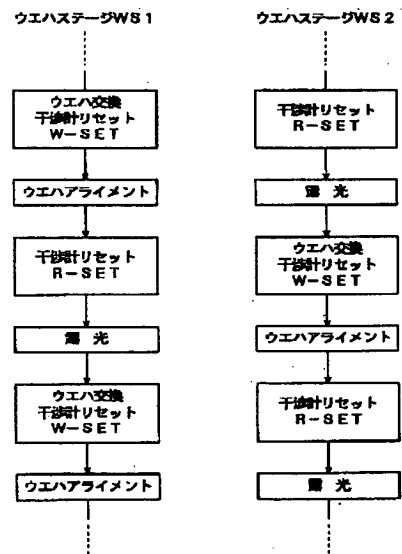 ウエハステージWS1
ウエハ交換
干渉計リセット
W-SET
ウエハアライメント
干渉計リセット
R-SET
露 光
ウエハ交換
干渉計リセット
W-SET
ウエハアライメント
ウエハステージWS2
干渉計リセット
R-SET
露 光
ウエハ交換
干渉計リセット
W-SET
ウエハアライメント
干渉計リセット
R-SET
露 光